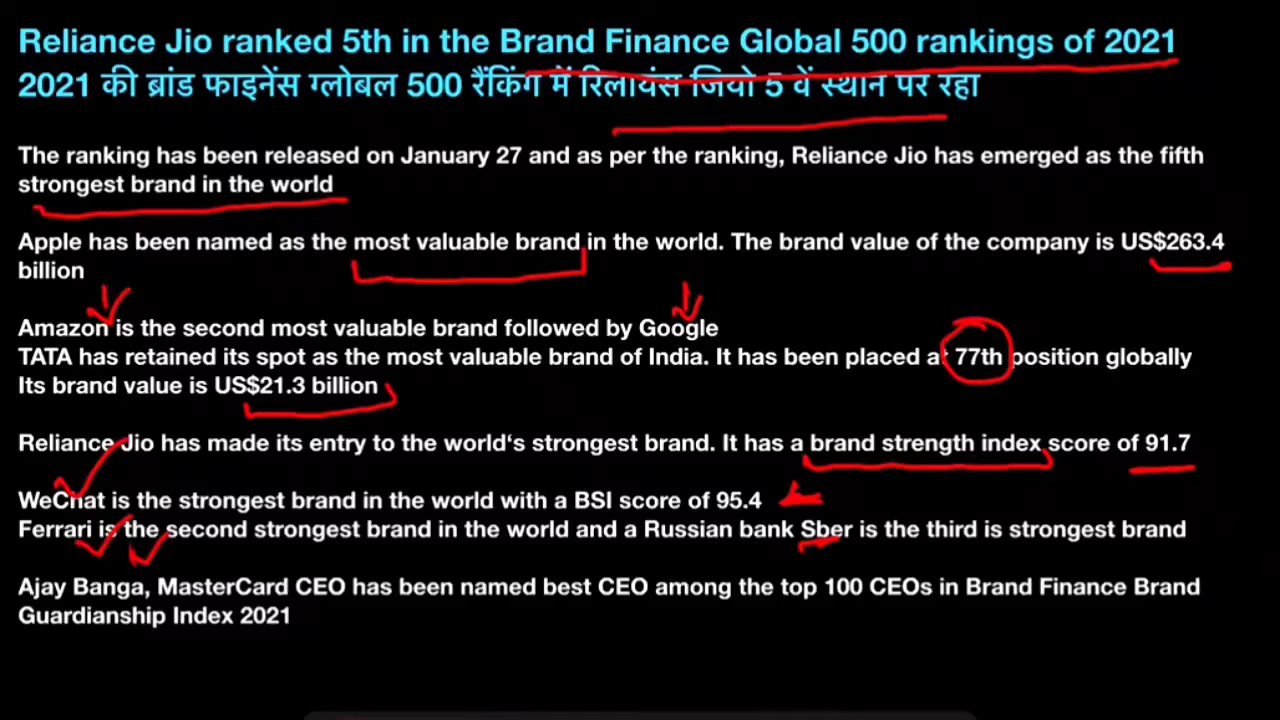 Reliance Jio ranked 5th in the Brand Finance Global 500 rankings of 2021
2021 की ब्रांड फाइनेंस ग्लोबल 500 रैंकिंग में रिलायंस जियो 5 वें स्थान पर रहा
The ranking has been released on January 27 and as per the ranking, Reliance Jio has emerged as the fifth
strongest brand in the world
Apple has been named as the most valuable brand in the world. The brand value of the company is US$263.4
billion
Amazon is the second most valuable brand followed by Google
TATA has retained its spot as the most valuable brand of India. It has been placed at 77th position globally
Its brand value is US$21.3 billion
Reliance Jio has made its entry to the world‘s strongest brand. It has a brand strength index score of 91.7
WeChat is the strongest brand in the world with a BSI score of 95.4
Ferrari is the second strongest brand in the world and a Russian bank Sber is the third is strongest brand
Ajay Banga, MasterCard CEO has been named best CEO among the top 100 CEOs in Brand Finance Brand
Guardianship Index 2021